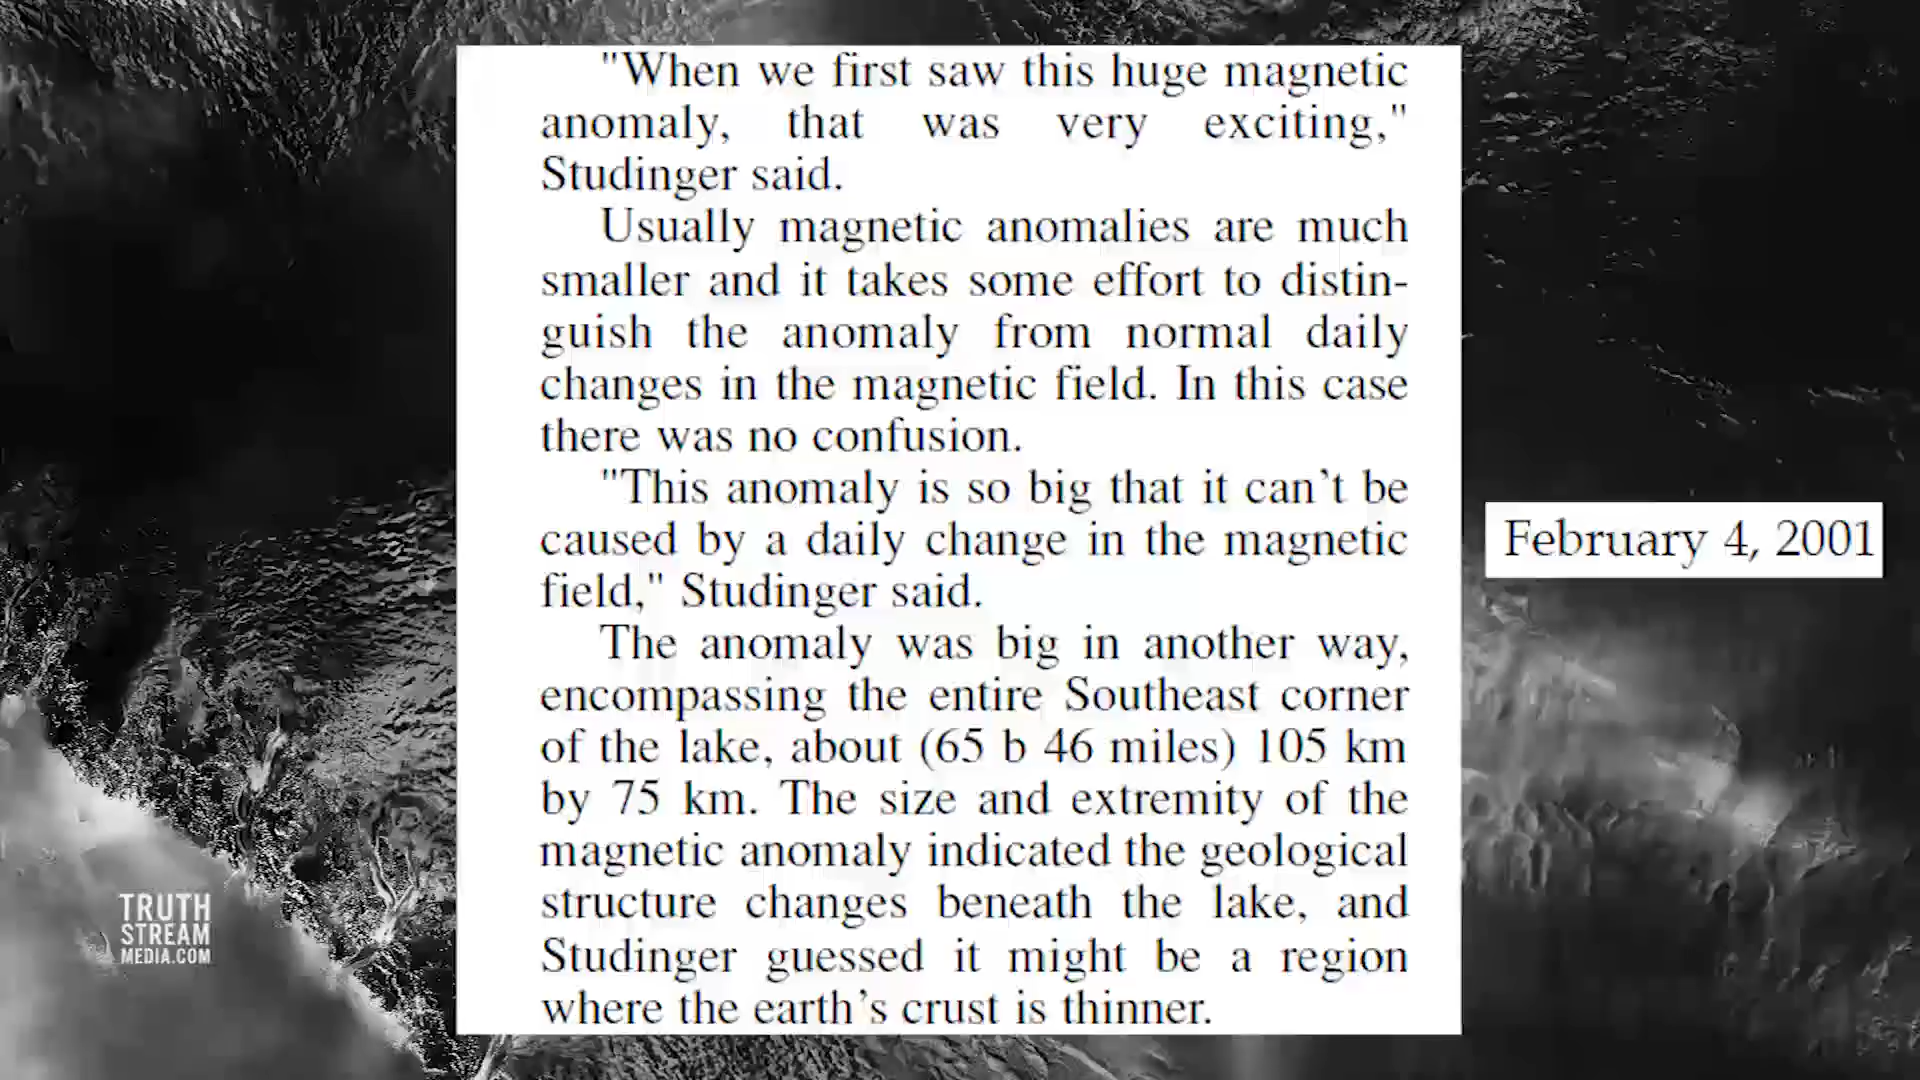 "When we first saw this huge magnetic
anomaly, that was very exciting,"
Studinger said.
Usually magnetic anomalies are much
smaller and it takes some effort to distin-
guish the anomaly from normal daily
changes in the magnetic field. In this case
there was no confusion.
"This anomaly is so big that it can't be
caused by a daily change in the magnetic
field," Studinger said.
The anomaly was big in another way,
encompassing the entire Southeast corner
of the lake, about (65 b 46 miles) 105 km
by 75 km. The size and extremity of the
magnetic anomaly indicated the geological
structure changes beneath the lake, and
Studinger guessed it might be a region
where the earth's crust is thinner.
February 4, 2001
TRUTH
STREAM
MEDIA.COM